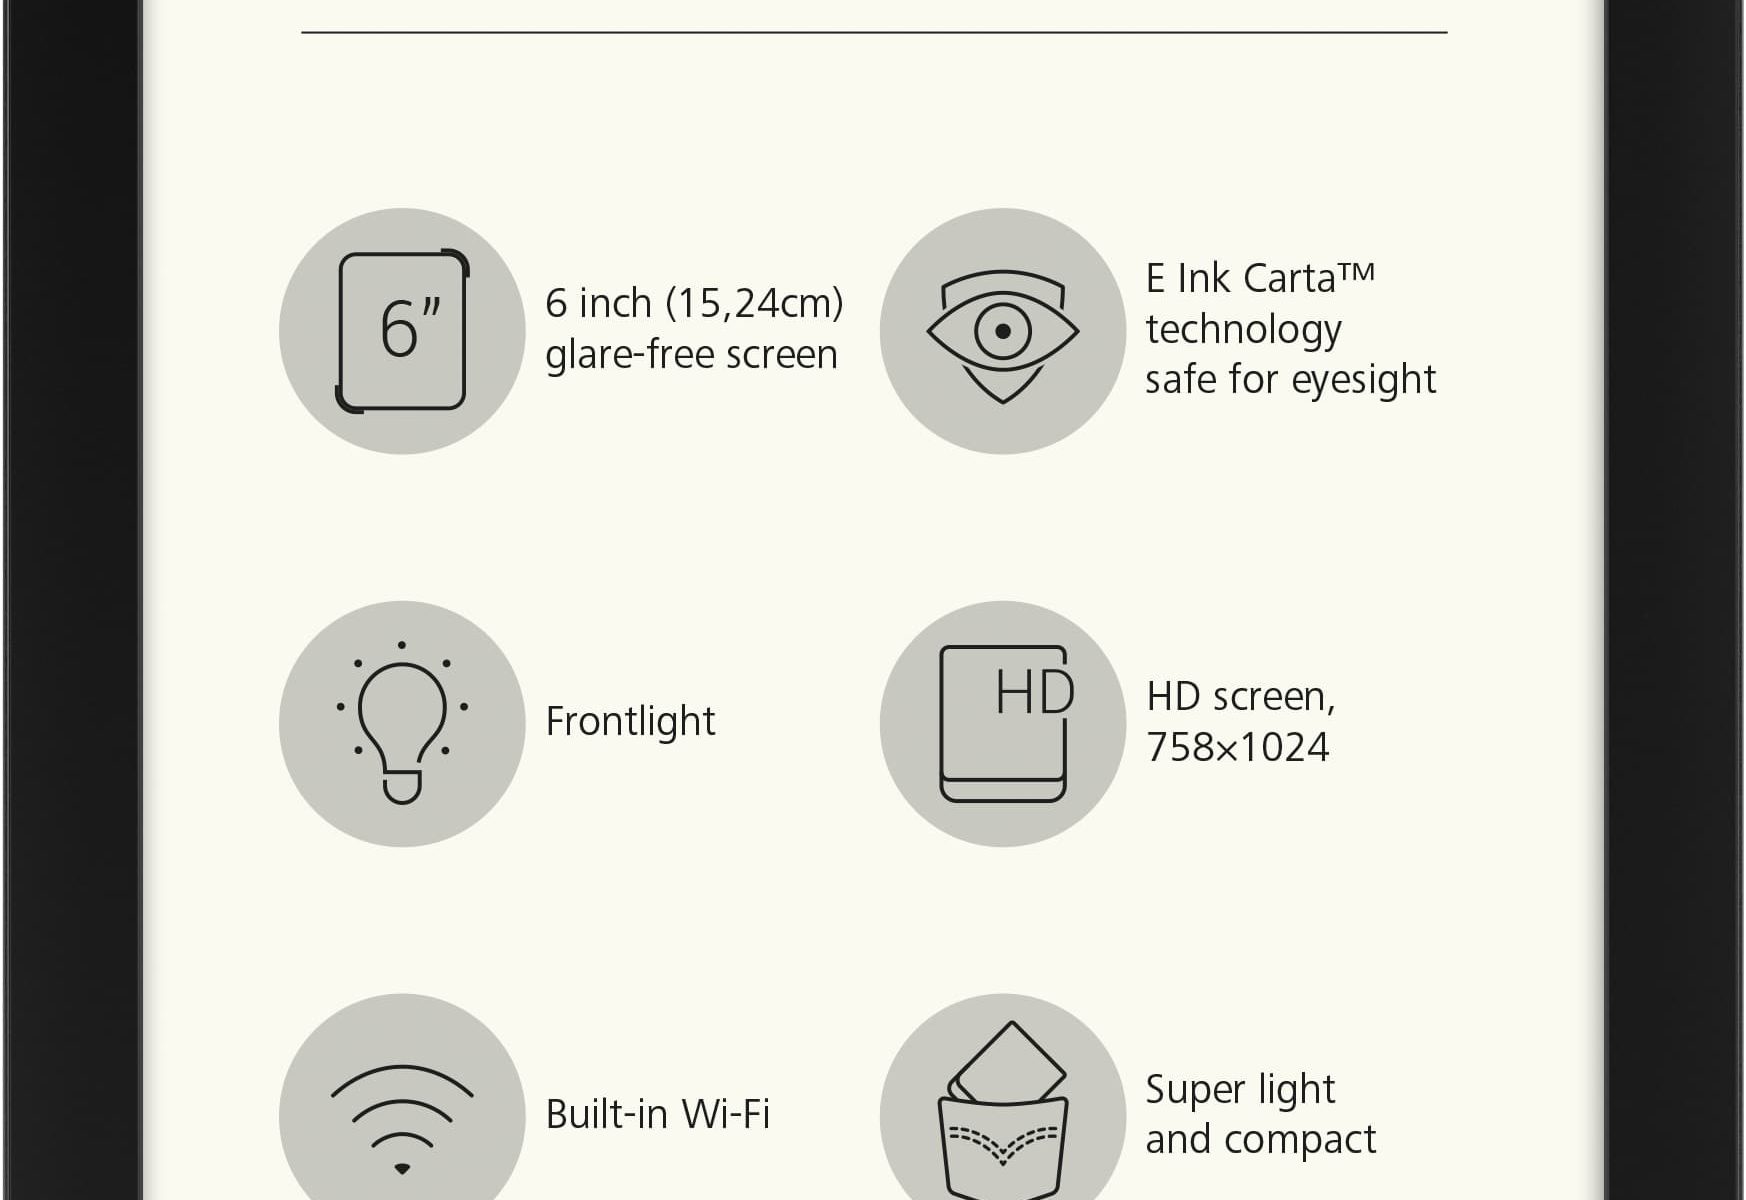 6”
6 inch (15,24cm)
glare-free screen
E Ink Carta™
technology
safe for eyesight
Frontlight
HD
HD screen,
758×1024
Built-in Wi-Fi
Super light
and compact